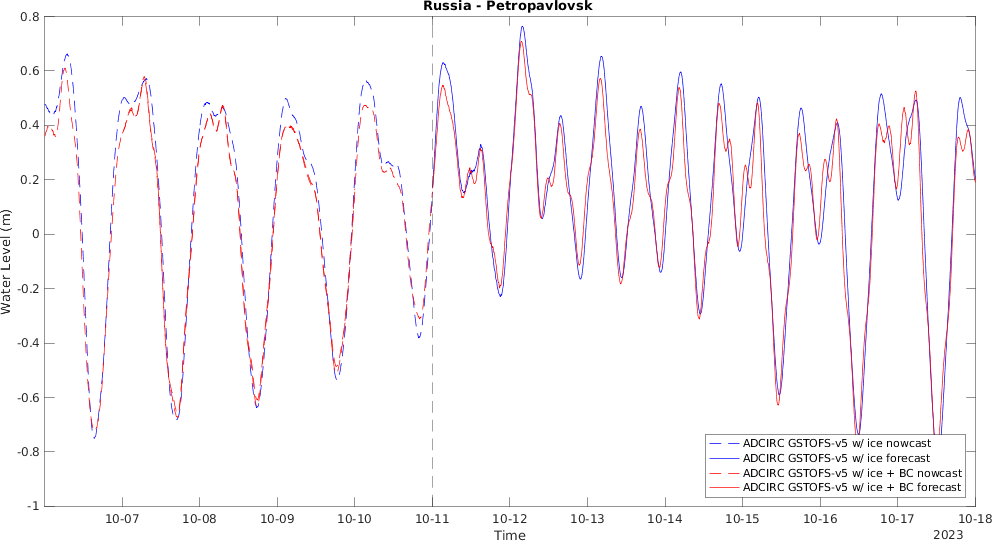 Russia - Petropavlovsk
0.8
0.6
0.4
0.2
0
-0.2
-0.4
-0.6
-0.8
-1
Water Level (m)
ADCIRC GSTOFS-v5 w/ ice nowcast
ADCIRC GSTOFS-v5 w/ ice forecast
ADCIRC GSTOFS-v5 w/ ice + BC nowcast
ADCIRC GSTOFS-v5 w/ ice + BC forecast
10-07 10-08 10-09 10-10 10-11 10-12 10-13 10-14 10-15 10-16 10-17 10-18
Time
2023